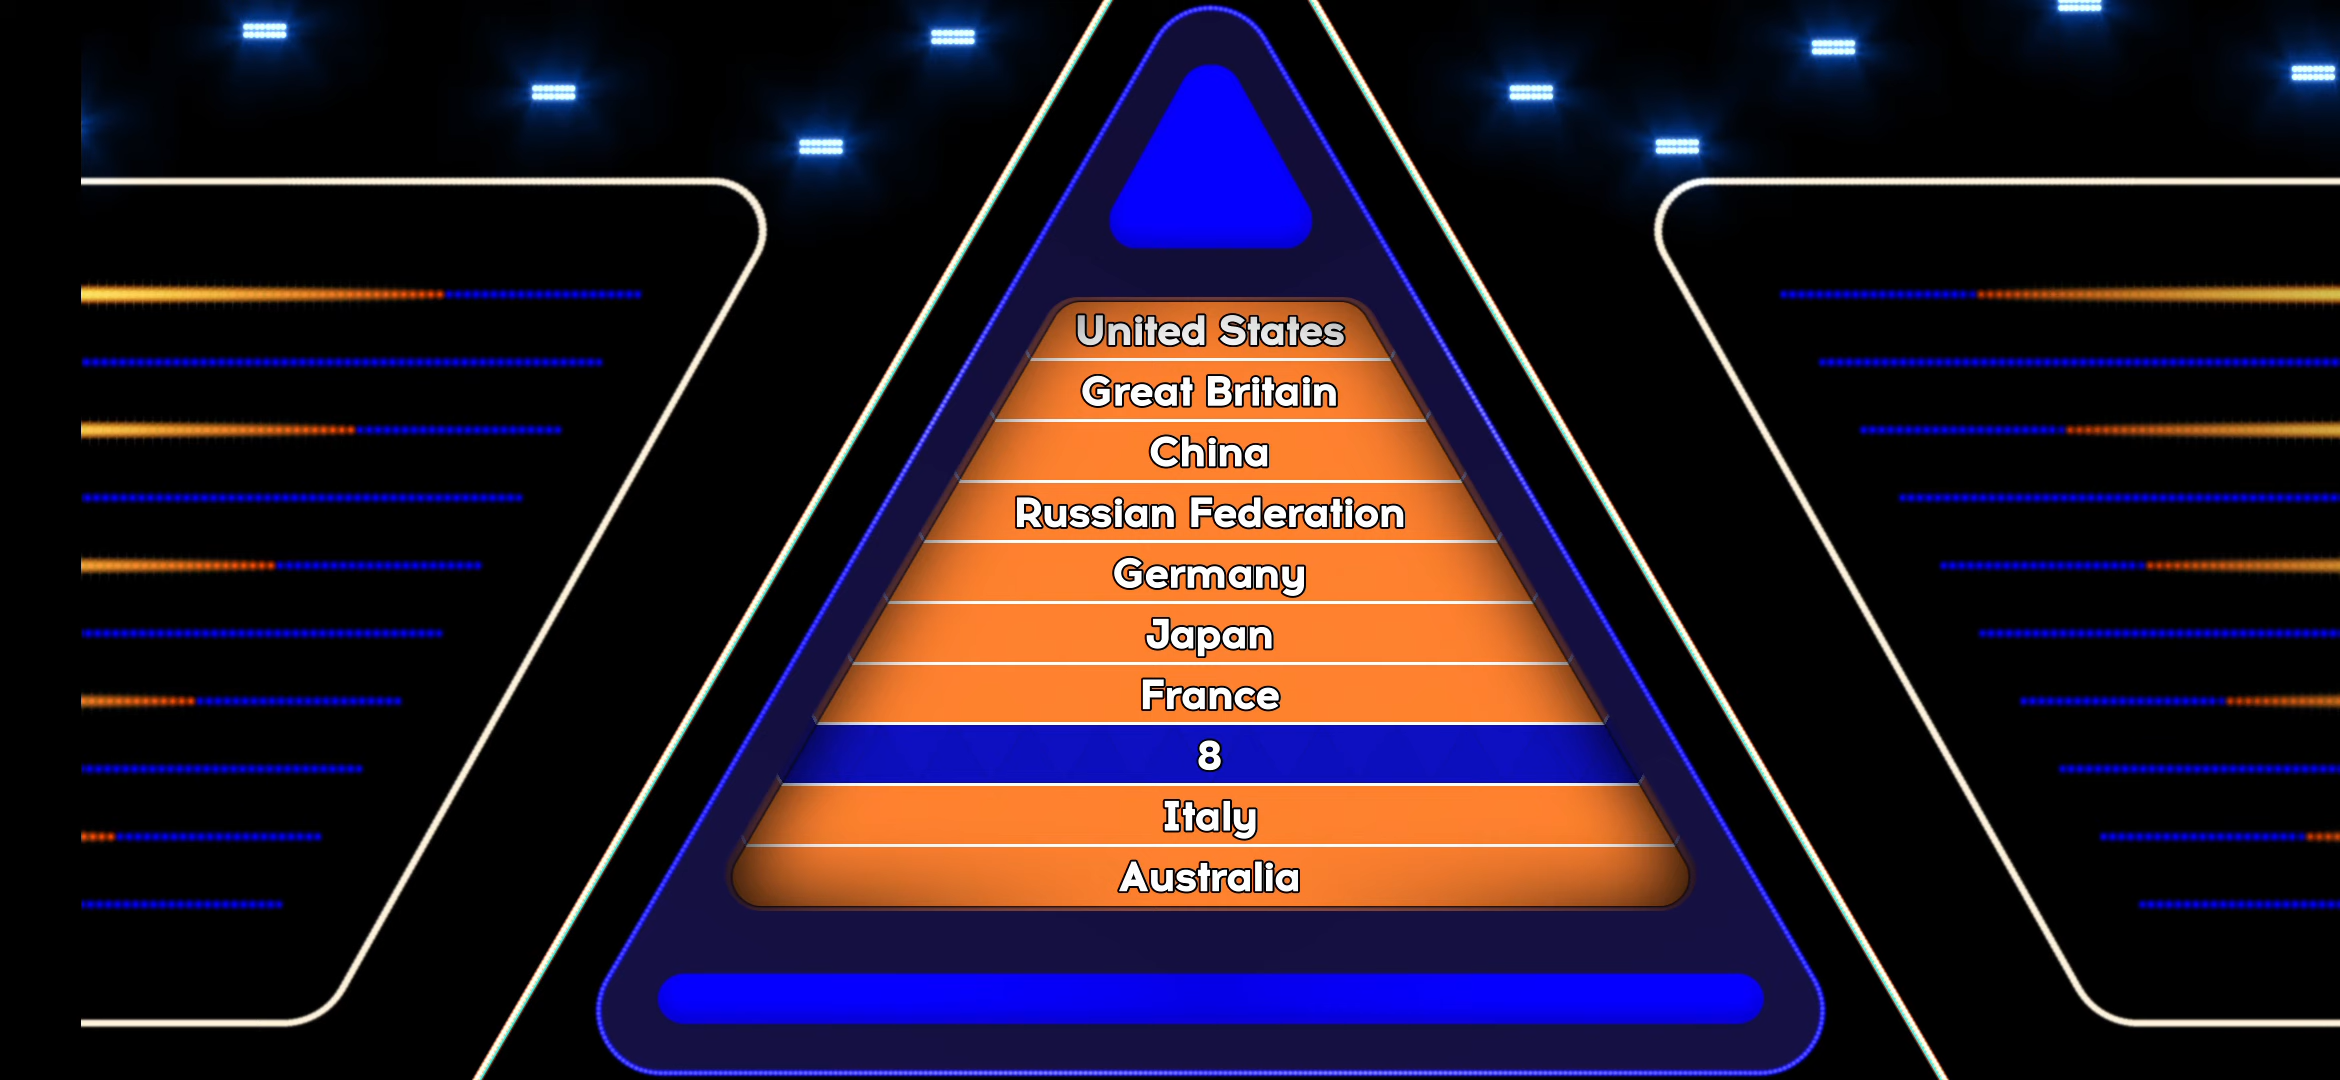 United States
Great Britain
China
Russian Federation
Germany
Japan
France
8
Italy
Australia